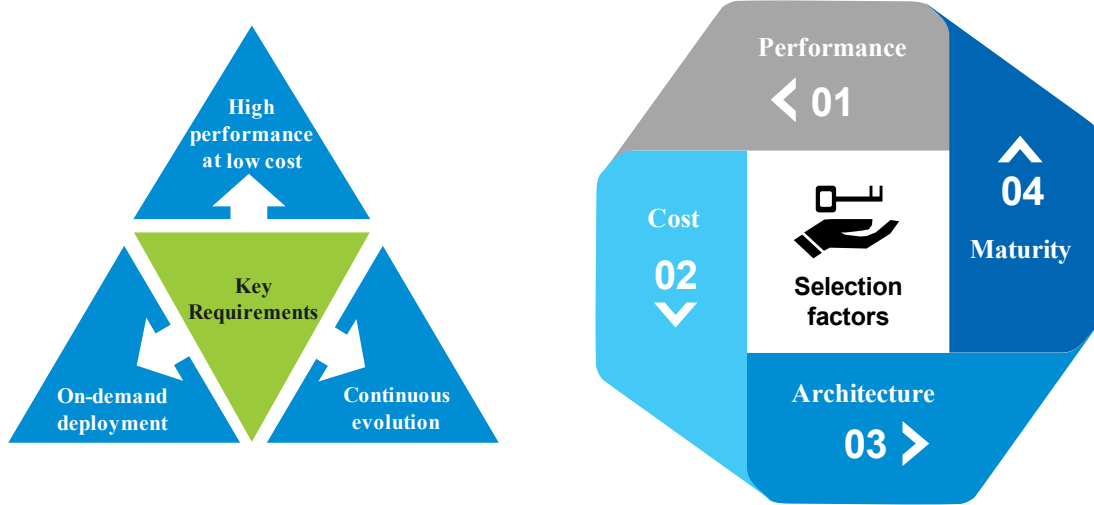 High
performance
at low cost
Key
Requirements
On-demand
deployment
Continuous
evolution
Performance
01
Cost
02
Selection
factors
04
Maturity
Architecture
03